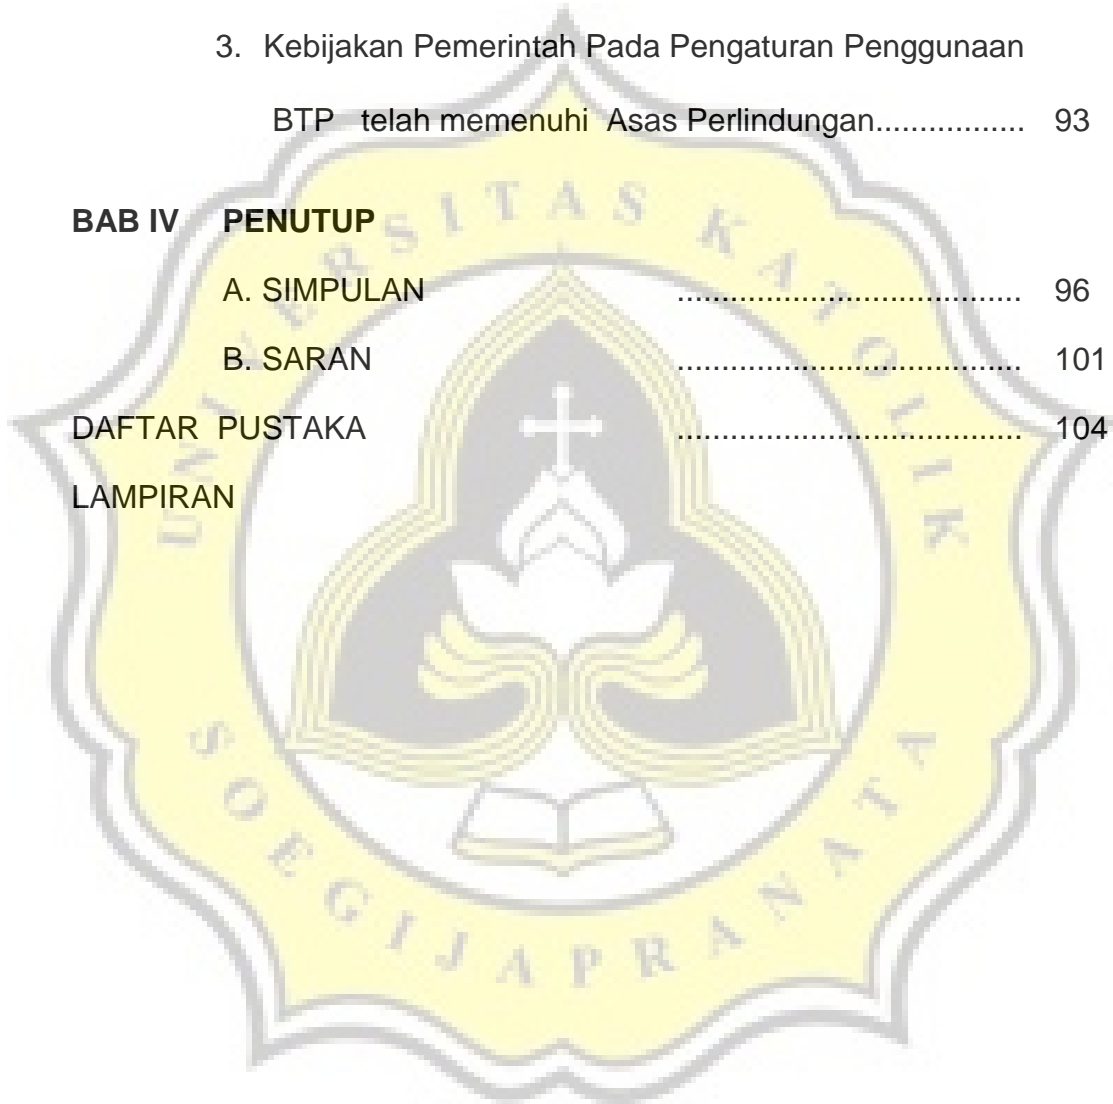 3. Kebijakan Pemerintah Pada Pengaturan Penggunaan
BTP telah memenuhi Asas Perlindungan................. 93
BAB IV PENUTUP
A. SIMPULAN ....................................... 96
B. SARAN ....................................... 101
DAFTAR PUSTAKA ....................................... 104
LAMPIRAN
UNIVERSITAS KATOLIK
SOEGIJAPRANATA